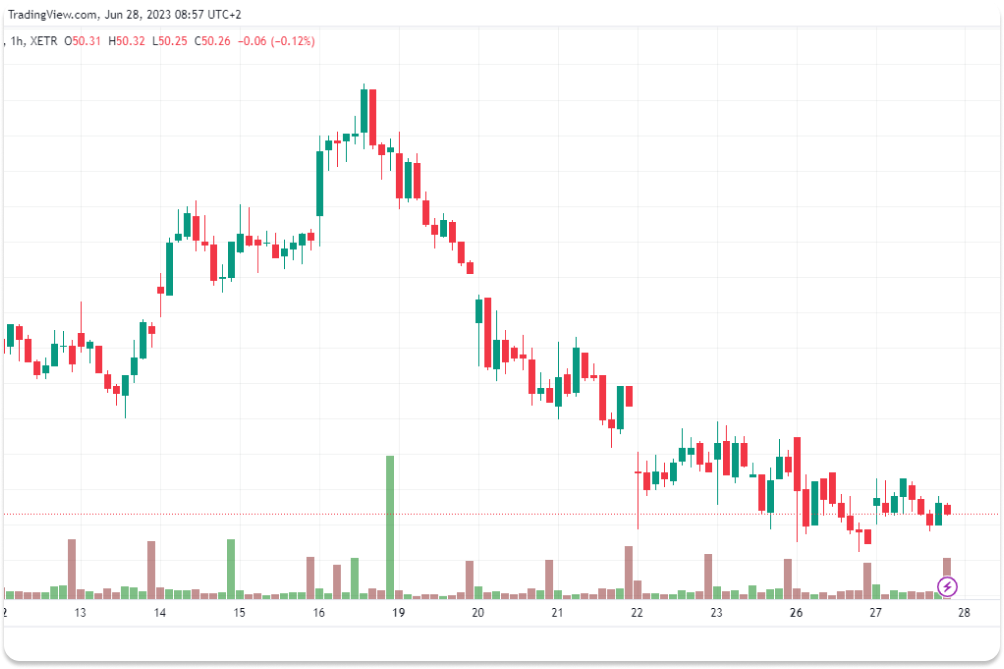 TradingView.com, Jun 28, 2023 08:57 UTC+2
, 1h, XETR O50.31 H50.32 L50.25 C50.26 −0.06 (−0.12%)
2 13 14 15 16 19 20 21 22 23 26 27 28